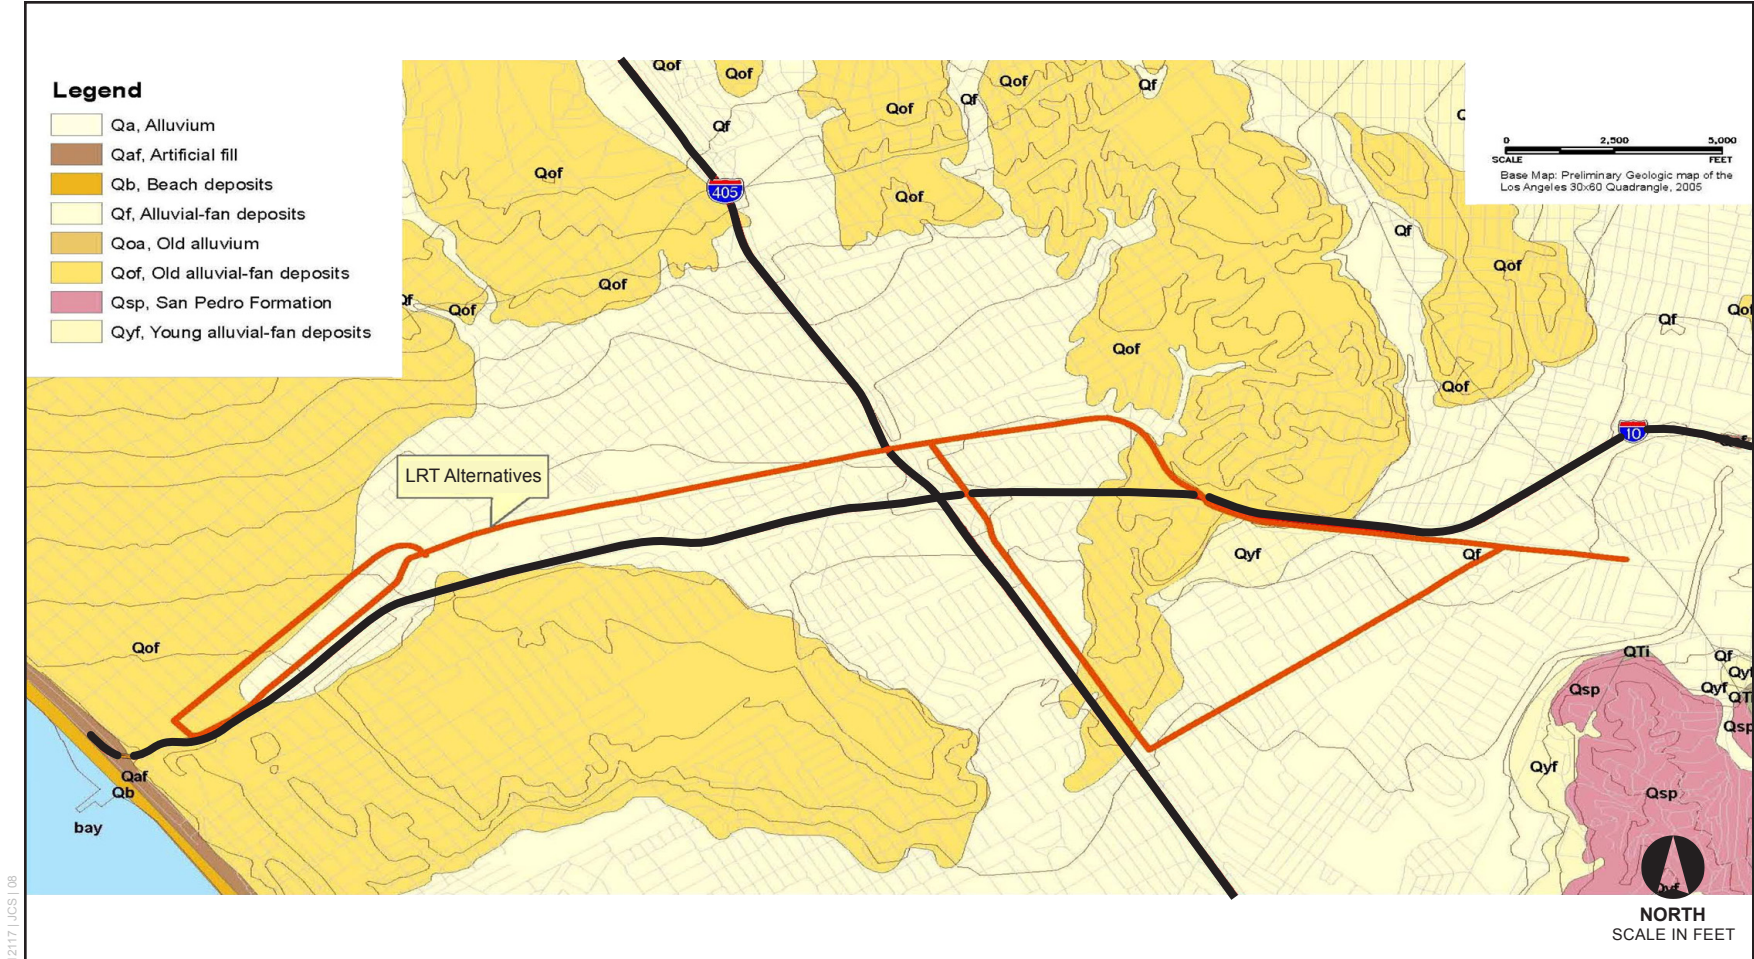 Legend
Qa, Alluvium
Qaf, Artificial fill
Qb, Beach deposits
Qf, Alluvial-fan deposits
Qoa, Old alluvium
Qof, Old alluvial-fan deposits
Qsp, San Pedro Formation
Qyf, Young alluvial-fan deposits
0 2,500 5,000
SCALE FEET
Base Map: Preliminary Geologic map of the
Los Angeles 30x60 Quadrangle, 2005
Qof
Qof
Qof
Qf
Qof
Qf
Qf
Qof
405
Qof
Qf
Qof
Qof
Qof
Qf
Qof
Qof
Qof
10
LRT Alternatives
Qyf
Qf
Qof
QTi
Qf
Qsp
Qyf
Qsp
Qyf
Qsp
Qaf
Qb
bay
Qyf
NORTH
SCALE IN FEET
12117 | JCS | 08